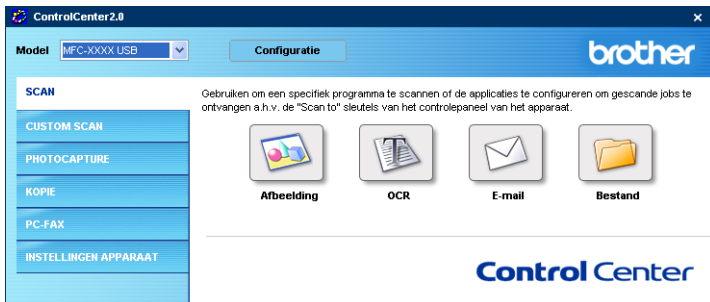 ControlCenter2.0
Model MFC-XXXX USB Configuratie brother
SCAN
Gebruiken om een specifiek programma te scannen of de applicaties te configureren om gescande jobs te
ontvangen a.h.v. de "Scan to" sleutels van het controlepaneel van het apparaat.
CUSTOM SCAN
PHOTOCAPTURE
KOPIE
PC-FAX
INSTELLINGEN APPARAAT
Afbeelding OCR E-mail Bestand
Control Center